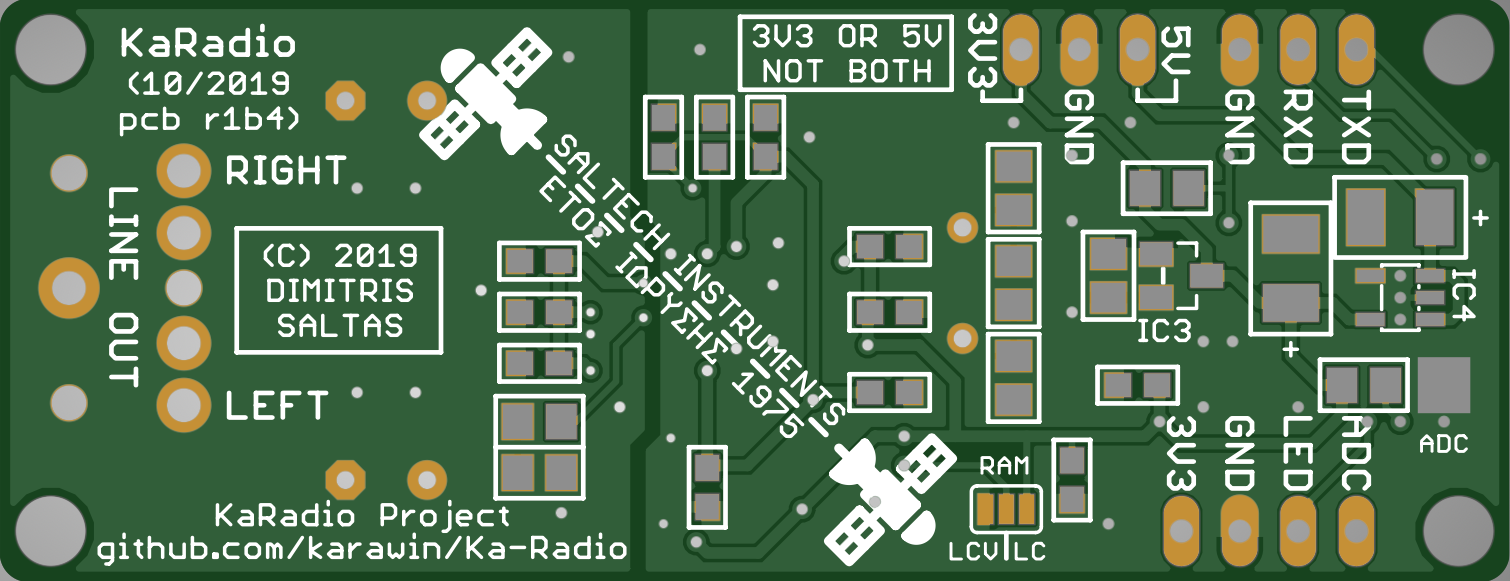 KaRadio
(10/2019
pcb r1b4)
RIGHT
LINE OUT
LEFT
(C) 2019
DIMITRIS
SALTAS
KaRadio Project
github.com/karawin/Ka-Radio
SALTECH INSTRUMENTS
ΕΤΟΣ ΙΔΡΥΣΗΣ 1975
3V3 OR 5V
NOT BOTH
3V3
GND
5V
GND
RXD
TXD
+
IC4
IC3
+
ADC
3V3
GND
LED
ADC
RAM
LCV LC